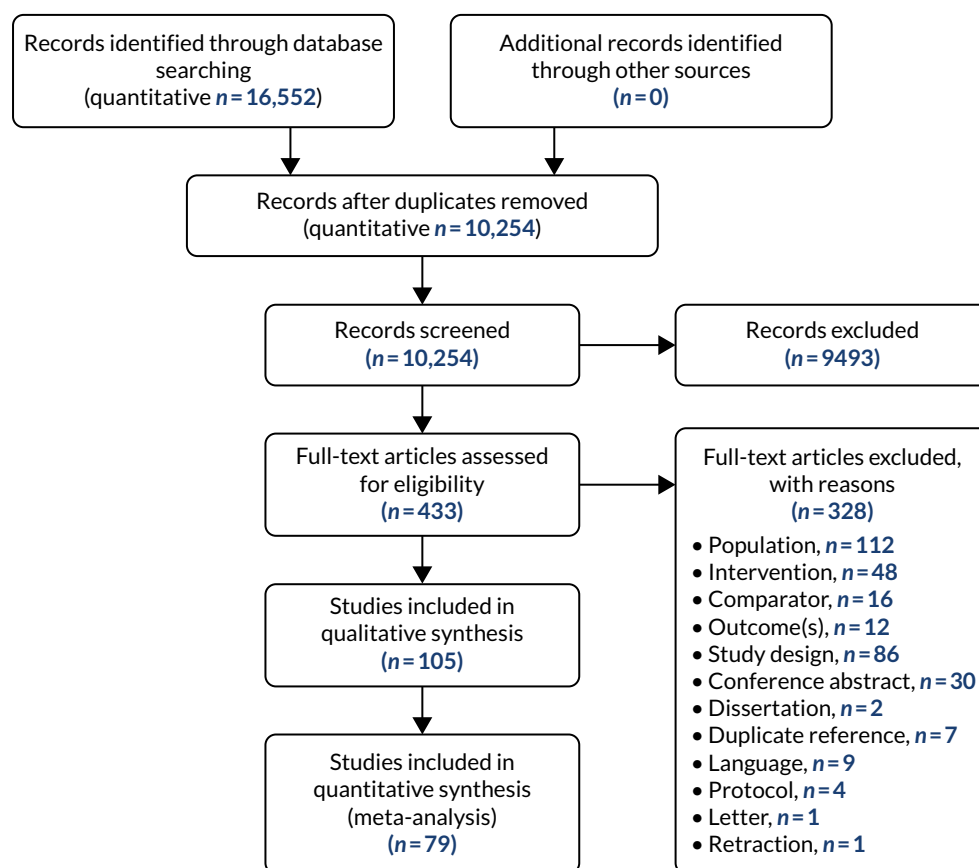 Records identified through database
searching
(quantitative n = 16,552)
Additional records identified
through other sources
(n = 0)
Records after duplicates removed
(quantitative n = 10,254)
Records screened
(n = 10,254)
Records excluded
(n = 9493)
Full-text articles assessed
for eligibility
(n = 433)
Full-text articles excluded,
with reasons
(n = 328)
• Population, n = 112
• Intervention, n = 48
• Comparator, n = 16
• Outcome(s), n = 12
• Study design, n = 86
• Conference abstract, n = 30
• Dissertation, n = 2
• Duplicate reference, n = 7
• Language, n = 9
• Protocol, n = 4
• Letter, n = 1
• Retraction, n = 1
Studies included in
qualitative synthesis
(n = 105)
Studies included in
quantitative synthesis
(meta-analysis)
(n = 79)